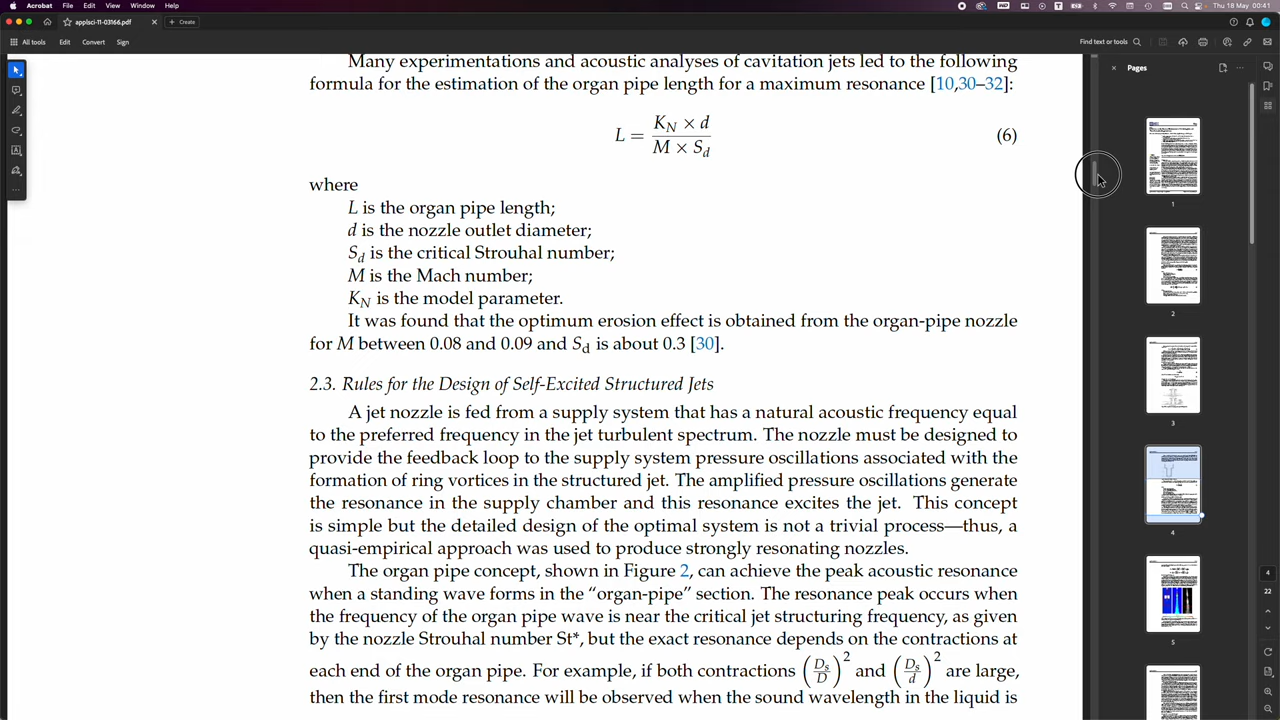 Acrobat File Edit View Window Help Thu 18 May 00:41
applsci-11-03166.pdf Create
All tools Edit Convert Sign Find text or tools
Many experimentations and acoustic analyses of cavitation jets led to the following
formula for the estimation of the organ pipe length for a maximum resonance [10,30–32]:
L = K_N × d / M × S_d (6)
where
L is the organ pipe length;
d is the nozzle outlet diameter;
S_d is the critical Strouhal number;
M is the Mach number;
K_N is the modal parameter.
It was found that the optimum erosion effect is obtained from the organ-pipe nozzle
for M between 0.08 and 0.09 and S_d is about 0.3 [30].
2.3. Rules for the Design of Self-Excited Structured Jets
A jet nozzle is fed from a supply system that has a natural acoustic frequency equal
to the preferred frequency in the jet turbulent spectrum. The nozzle must be designed to
provide the feedback loop to the supply system pressure oscillations associated with the
formation of ring vortices in the structured jet. The amplified pressure oscillations generate
the resonance in the supply chamber and this resonance excites the jet. This concept
is simple but the detailed design of the optimal system is not a trivial process—thus, a
quasi-empirical approach was used to produce strongly resonating nozzles.
The organ pipe concept, shown in Figure 2, can achieve the peak acoustic resonance
when a standing wave forms in the “organpipe” section. The resonance peak occurs when
the frequency of the organ pipe wave is near the critical jet structuring frequency, as given
by the nozzle Strouhal number St*, but the exact resonance depends on the contractions at
each end of the organ pipe. For example, if both contractions (D_s/D)^2 and (D_s/d)^2 are large,
then the first mode resonance will be observed when the sound wavelength in the liquid is
Pages
1
2
3
4
5
4
22